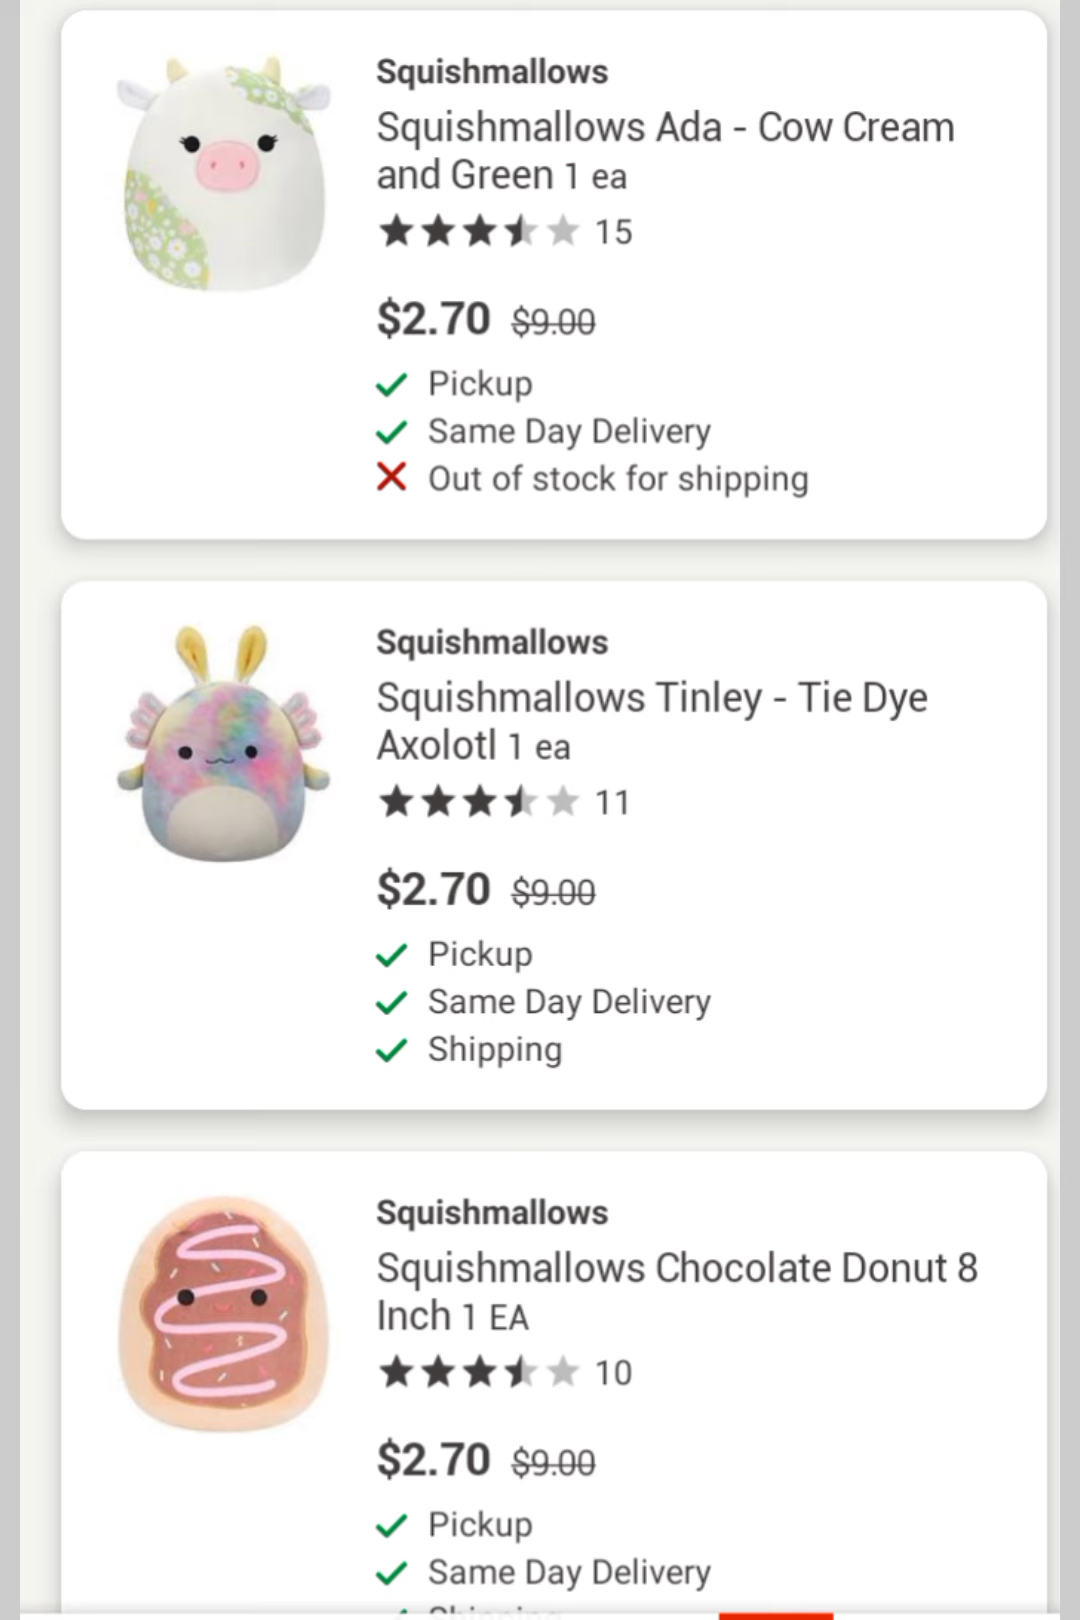 Squishmallows
Squishmallows Ada - Cow Cream
and Green 1 ea
15
$2.70 $9.00
Pickup
Same Day Delivery
Out of stock for shipping
Squishmallows
Squishmallows Tinley - Tie Dye
Axolotl 1 ea
11
$2.70 $9.00
Pickup
Same Day Delivery
Shipping
Squishmallows
Squishmallows Chocolate Donut 8
Inch 1 EA
10
$2.70 $9.00
Pickup
Same Day Delivery
Shipping